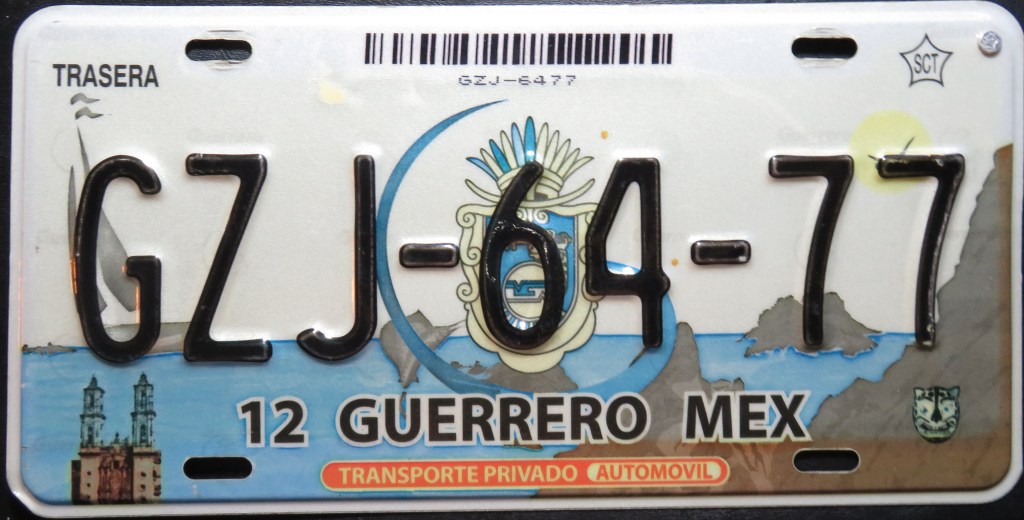 TRASERA
GZJ-6477
SCT
GZJ-64-77
12 GUERRERO MEX
TRANSPORTE PRIVADO AUTOMOVIL